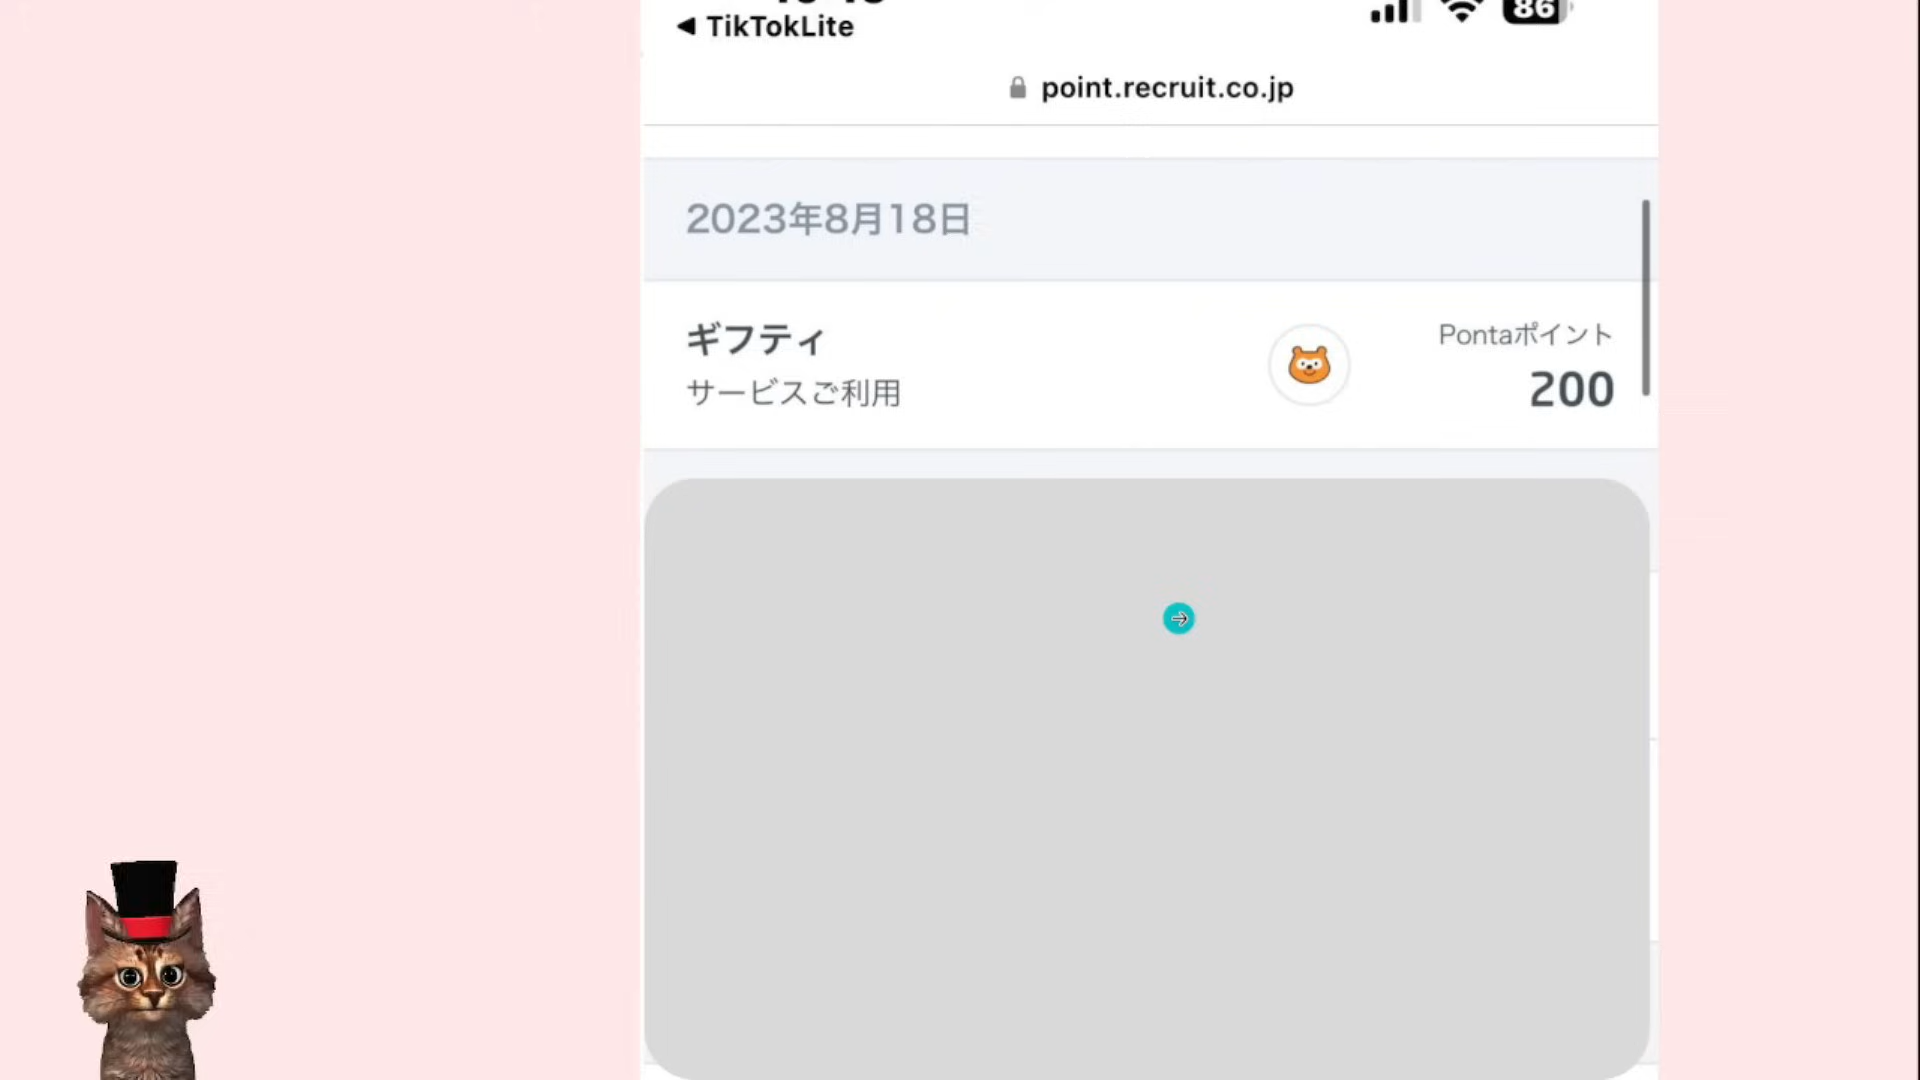 ◀ TikTokLite
86
point.recruit.co.jp
2023年8月18日
ギフティ
サービスご利用
Pontaポイント
200